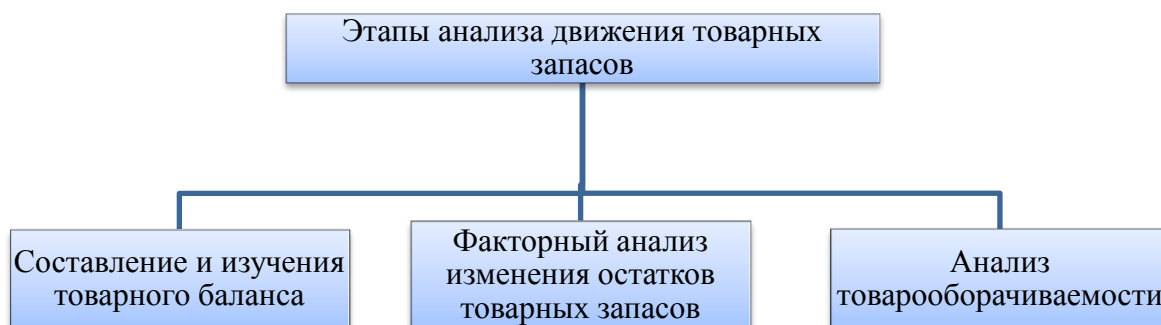 Этапы анализа движения товарных
запасов
Составление и изучения
товарного баланса
Факторный анализ
изменения остатков
товарных запасов
Анализ
товарооборачиваемости